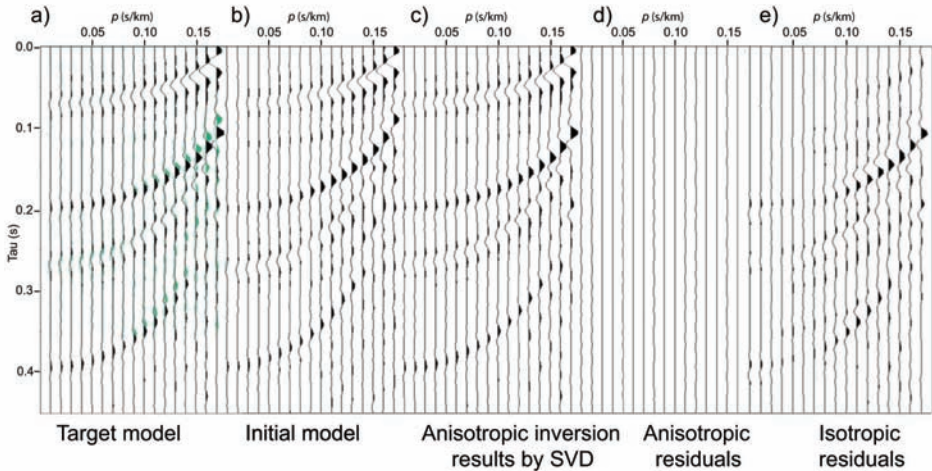 a) b) c) d) e)
p (s/km) p (s/km) p (s/km) p (s/km) p (s/km)
0.05 0.10 0.15 0.05 0.10 0.15 0.05 0.10 0.15 0.05 0.10 0.15 0.05 0.10 0.15
0.0
0.1
0.2
0.3
0.4
Tau (s)
Target model
Initial model
Anisotropic inversion
results by SVD
Anisotropic
residuals
Isotropic
residuals